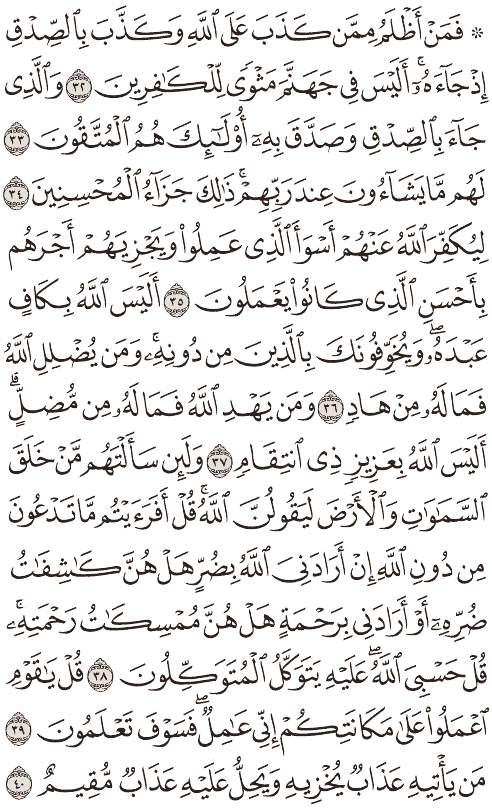 ۞ فَمَنْ أَظْلَمُ مِمَّن كَذَبَ عَلَى ٱللَّهِ وَكَذَّبَ بِٱلصِّدْقِ
إِذْ جَآءَهُۥٓ ۚ أَلَيْسَ فِى جَهَنَّمَ مَثْوًى لِّلْكَـٰفِرِينَ ٣٢ وَٱلَّذِى
جَآءَ بِٱلصِّدْقِ وَصَدَّقَ بِهِۦٓ ۙ أُو۟لَـٰٓئِكَ هُمُ ٱلْمُتَّقُونَ ٣٣
لَهُم مَّا يَشَآءُونَ عِندَ رَبِّهِمْ ۚ ذَٰلِكَ جَزَآءُ ٱلْمُحْسِنِينَ ٣٤
لِيُكَفِّرَ ٱللَّهُ عَنْهُمْ أَسْوَأَ ٱلَّذِى عَمِلُوا۟ وَيَجْزِيَهُمْ أَجْرَهُم
بِأَحْسَنِ ٱلَّذِى كَانُوا۟ يَعْمَلُونَ ٣٥ أَلَيْسَ ٱللَّهُ بِكَافٍ
عَبْدَهُۥ ۖ وَيُخَوِّفُونَكَ بِٱلَّذِينَ مِن دُونِهِۦ ۚ وَمَن يُضْلِلِ ٱللَّهُ
فَمَا لَهُۥ مِنْ هَادٍ ٣٦ وَمَن يَهْدِ ٱللَّهُ فَمَا لَهُۥ مِن مُّضِلٍّ ۗ
أَلَيْسَ ٱللَّهُ بِعَزِيزٍ ذِى ٱنتِقَامٍ ٣٧ وَلَئِن سَأَلْتَهُم مَّنْ خَلَقَ
ٱلسَّمَـٰوَٰتِ وَٱلْأَرْضَ لَيَقُولُنَّ ٱللَّهُ ۚ قُلْ أَفَرَءَيْتُم مَّا تَدْعُونَ
مِن دُونِ ٱللَّهِ إِنْ أَرَادَنِىَ ٱللَّهُ بِضُرٍّ هَلْ هُنَّ كَـٰشِفَـٰتُ
ضُرِّهِۦٓ أَوْ أَرَادَنِى بِرَحْمَةٍ هَلْ هُنَّ مُمْسِكَـٰتُ رَحْمَتِهِۦ ۚ
قُلْ حَسْبِىَ ٱللَّهُ ۖ عَلَيْهِ يَتَوَكَّلُ ٱلْمُتَوَكِّلُونَ ٣٨ قُلْ يَـٰقَوْمِ
ٱعْمَلُوا۟ عَلَىٰ مَكَانَتِكُمْ إِنِّى عَـٰمِلٌ ۖ فَسَوْفَ تَعْلَمُونَ ٣٩
مَن يَأْتِيهِ عَذَابٌ يُخْزِيهِ وَيَحِلُّ عَلَيْهِ عَذَابٌ مُّقِيمٌ ٤٠